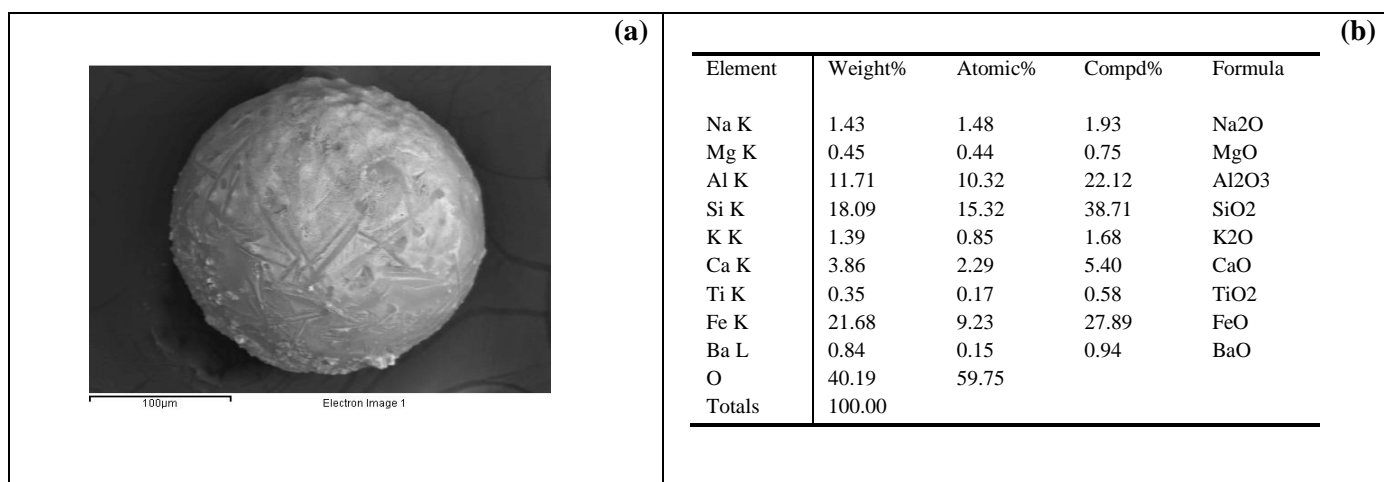 (a)
100µm Electron Image 1
(b)
Element Weight% Atomic% Compd% Formula
Na K 1.43 1.48 1.93 Na2O
Mg K 0.45 0.44 0.75 MgO
Al K 11.71 10.32 22.12 Al2O3
Si K 18.09 15.32 38.71 SiO2
K K 1.39 0.85 1.68 K2O
Ca K 3.86 2.29 5.40 CaO
Ti K 0.35 0.17 0.58 TiO2
Fe K 21.68 9.23 27.89 FeO
Ba L 0.84 0.15 0.94 BaO
O 40.19 59.75
Totals 100.00